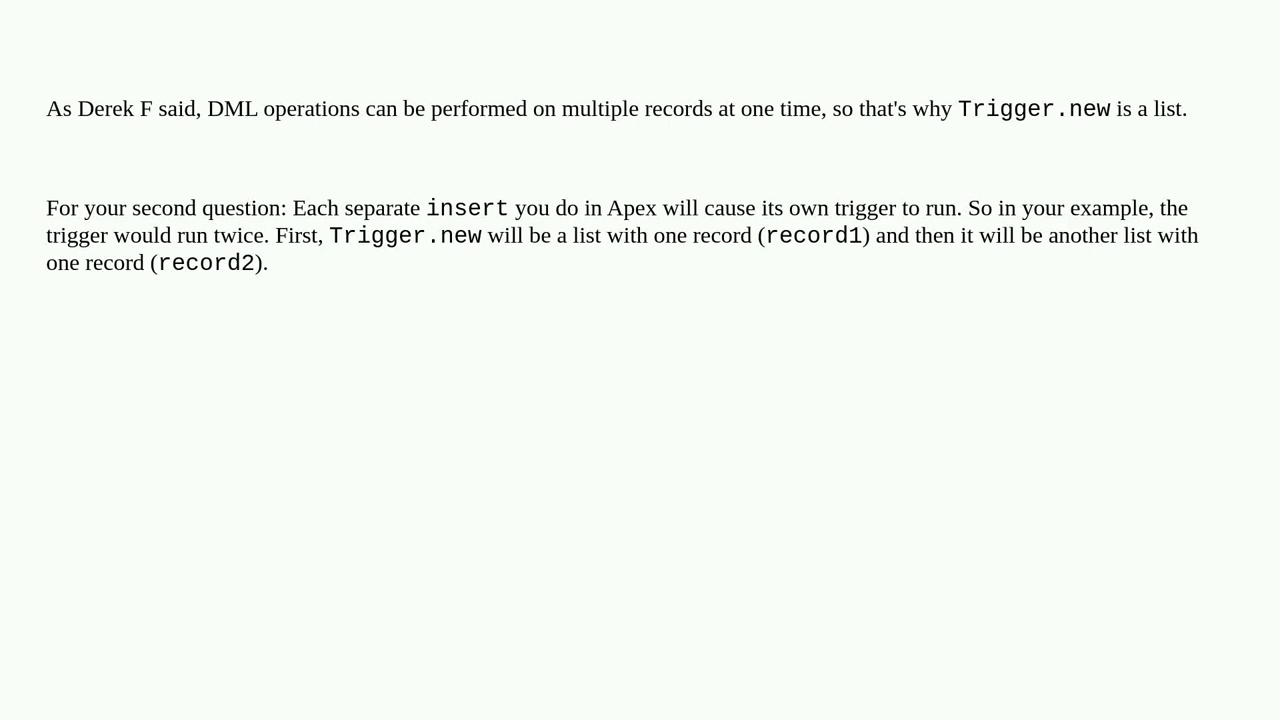 As Derek F said, DML operations can be performed on multiple records at one time, so that's why Trigger.new is a list.
For your second question: Each separate insert you do in Apex will cause its own trigger to run. So in your example, the
trigger would run twice. First, Trigger.new will be a list with one record (record1) and then it will be another list with
one record (record2).